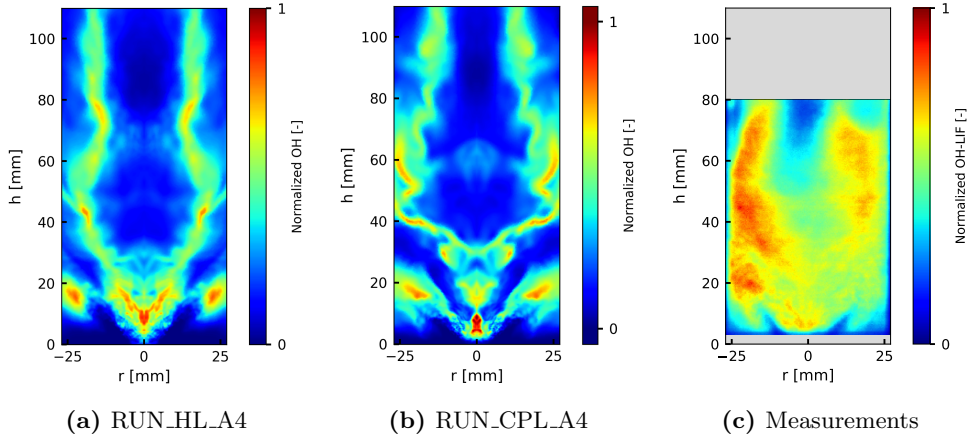 1
1
1
100
100
80
80
80
60
60
60
40
40
40
20
20
20
0
0
0
0
0
0
−25
0
25
−25
0
25
−25
0
25
h [mm]
h [mm]
h [mm]
r [mm]
r [mm]
r [mm]
Normalized OH [-]
Normalized OH [-]
Normalized OH-LIF [-]
(a) RUN_HL_A4
(b) RUN_CPL_A4
(c) Measurements